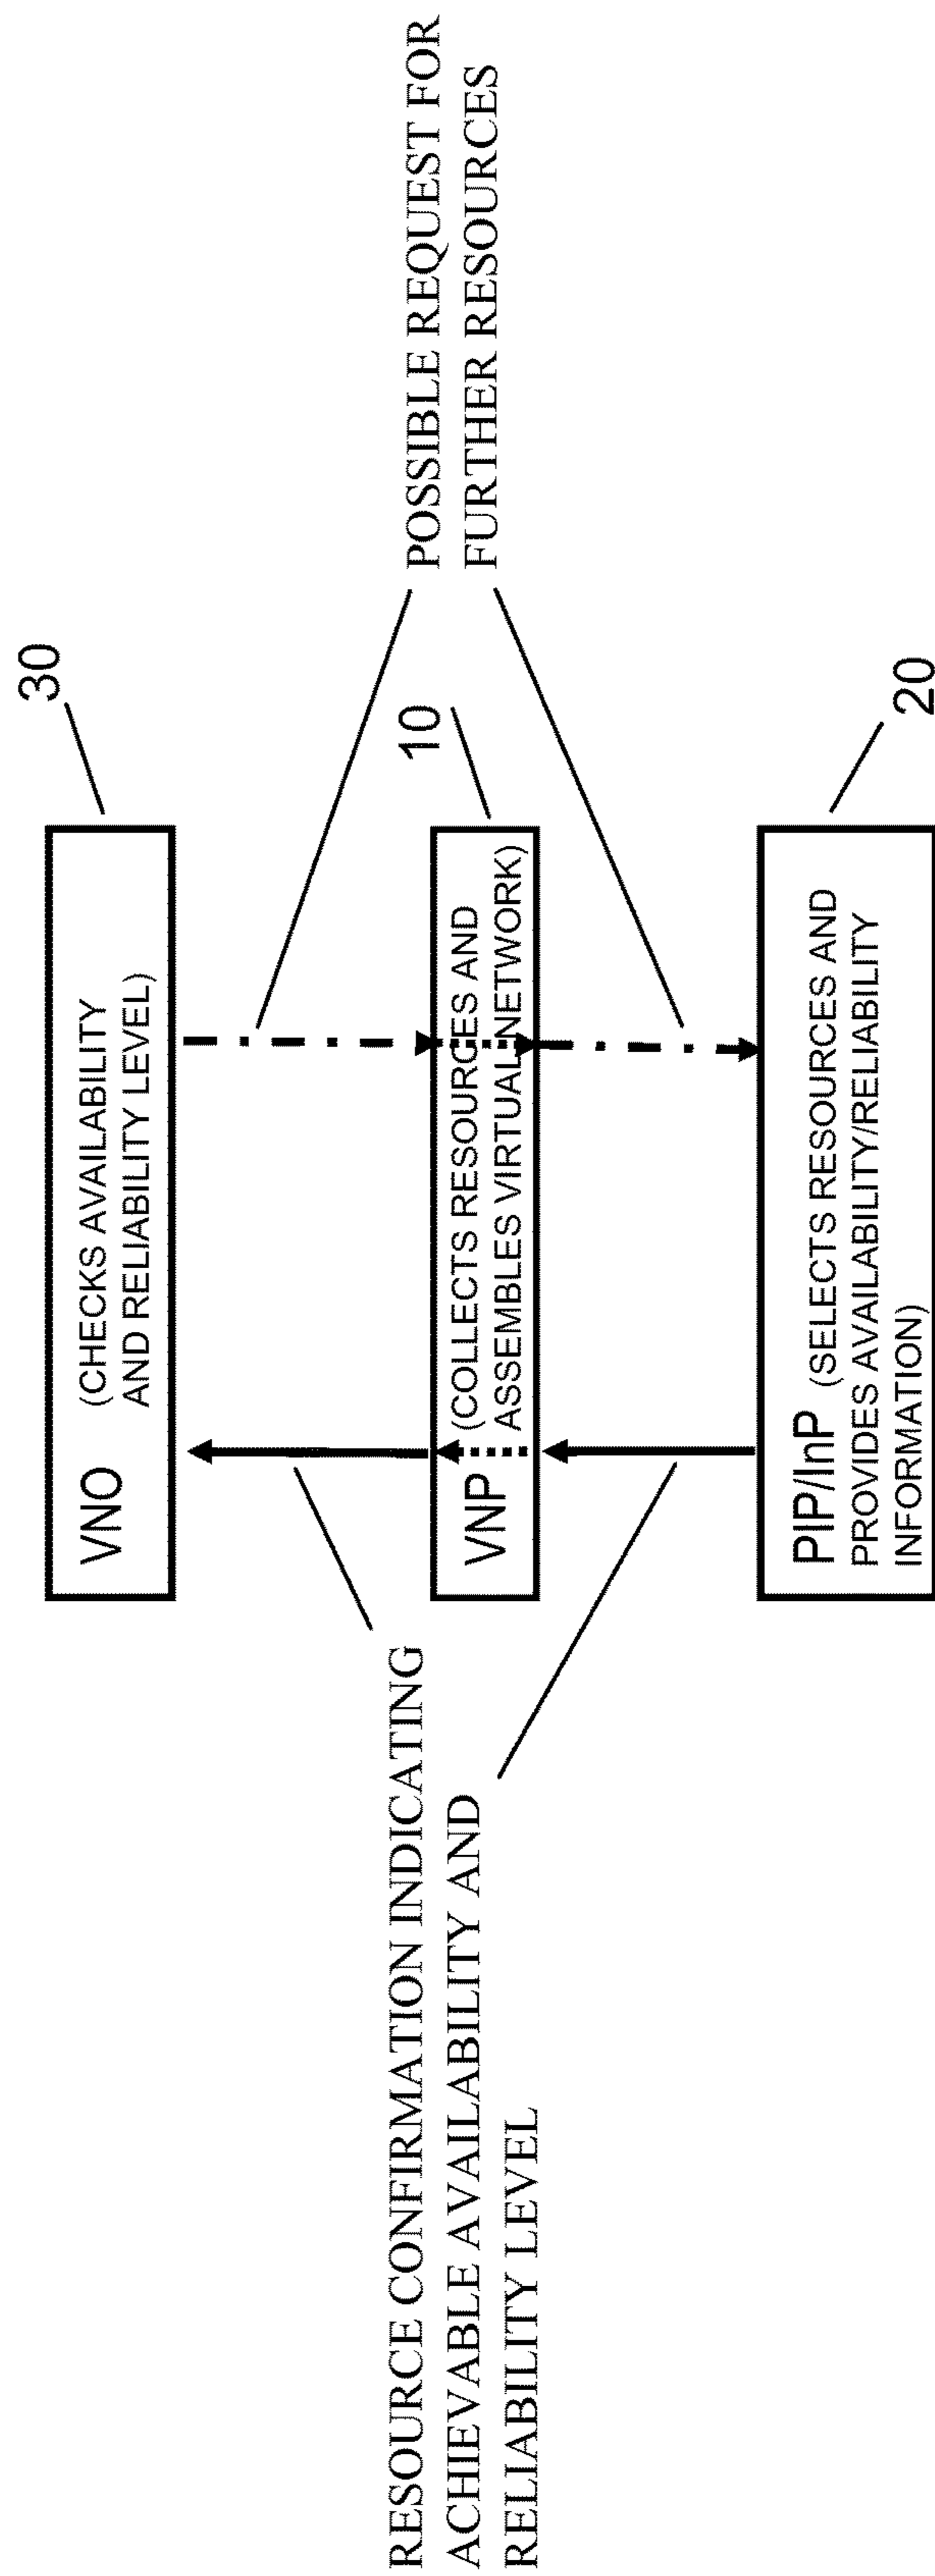 30
VNO (CHECKS AVAILABILITY
AND RELIABILITY LEVEL)
RESOURCE CONFIRMATION INDICATING
ACHIEVABLE AVAILABILITY AND
RELIABILITY LEVEL
10
VNP (COLLECTS RESOURCES AND
ASSEMBLES VIRTUAL NETWORK)
POSSIBLE REQUEST FOR
FURTHER RESOURCES
20
PIP/InP (SELECTS RESOURCES AND
PROVIDES AVAILABILITY/RELIABILITY
INFORMATION)